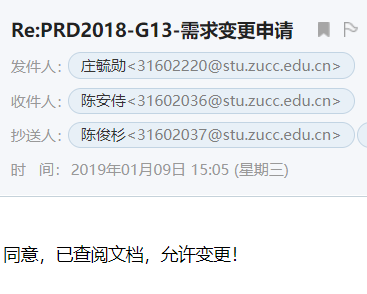 Re:PRD2018-G13-需求变更申请
发件人：庄毓勋<31602220@stu.zucc.edu.cn>
收件人：陈安侍<31602036@stu.zucc.edu.cn>
抄送人：陈俊杉<31602037@stu.zucc.edu.cn>
时 间：2019年01月09日 15:05 (星期三)
同意，已查阅文档，允许变更！